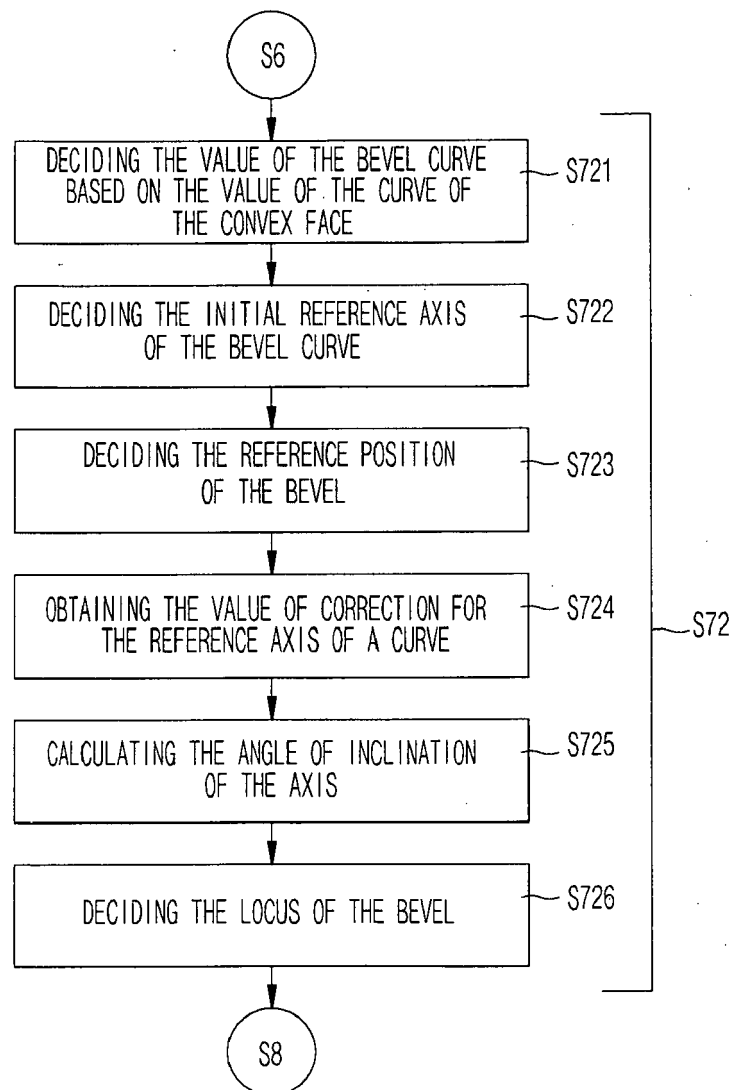 S6
DECIDING THE VALUE OF THE BEVEL CURVE
BASED ON THE VALUE OF THE CURVE OF
THE CONVEX FACE
S721
DECIDING THE INITIAL REFERENCE AXIS
OF THE BEVEL CURVE
S722
DECIDING THE REFERENCE POSITION
OF THE BEVEL
S723
OBTAINING THE VALUE OF CORRECTION FOR
THE REFERENCE AXIS OF A CURVE
S724
S72
CALCULATING THE ANGLE OF INCLINATION
OF THE AXIS
S725
DECIDING THE LOCUS OF THE BEVEL
S726
S8